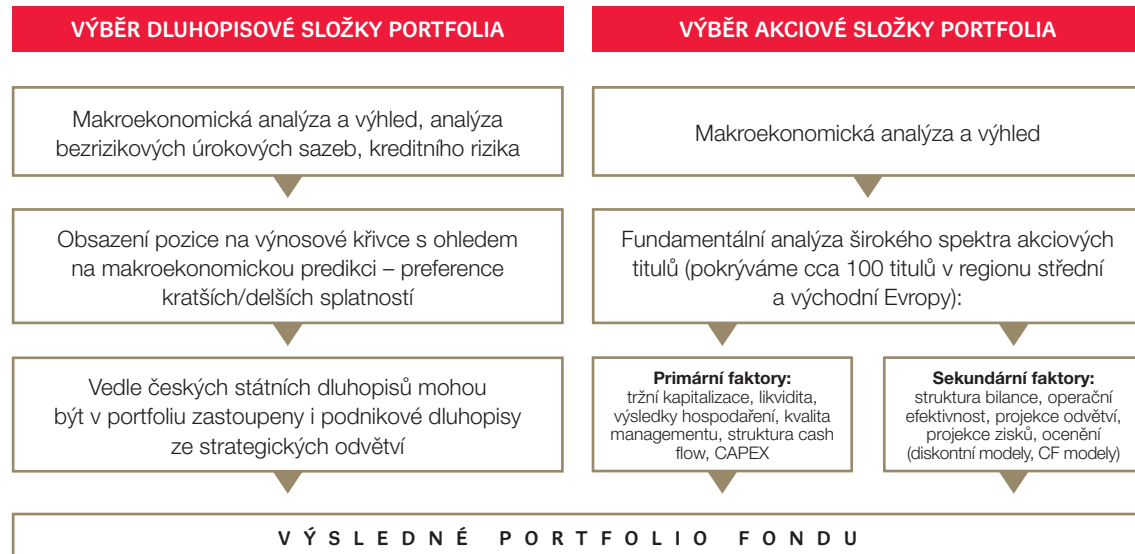 VÝBĚR DLUHOPISOVÉ SLOŽKY PORTFOLIA
Makroekonomická analýza a výhled, analýza
bezrizikových úrokových sazeb, kreditního rizika
Obsazení pozice na výnosové křivce s ohledem
na makroekonomickou predikci – preference
kratších/delších splatností
Vedle českých státních dluhopisů mohou
být v portfoliu zastoupeny i podnikové dluhopisy
ze strategických odvětví
VÝBĚR AKCIOVÉ SLOŽKY PORTFOLIA
Makroekonomická analýza a výhled
Fundamentální analýza širokého spektra akciových
titulů (pokrýváme cca 100 titulů v regionu střední
a východní Evropy):
Primární faktory:
tržní kapitalizace, likvidita,
výsledky hospodaření, kvalita
managementu, struktura cash
flow, CAPEX
Sekundární faktory:
struktura bilance, operační
efektivnost, projekce odvětví,
projekce zisků, ocenění
(diskontní modely, CF modely)
VÝSLEDNÉ PORTFOLIO FONDU